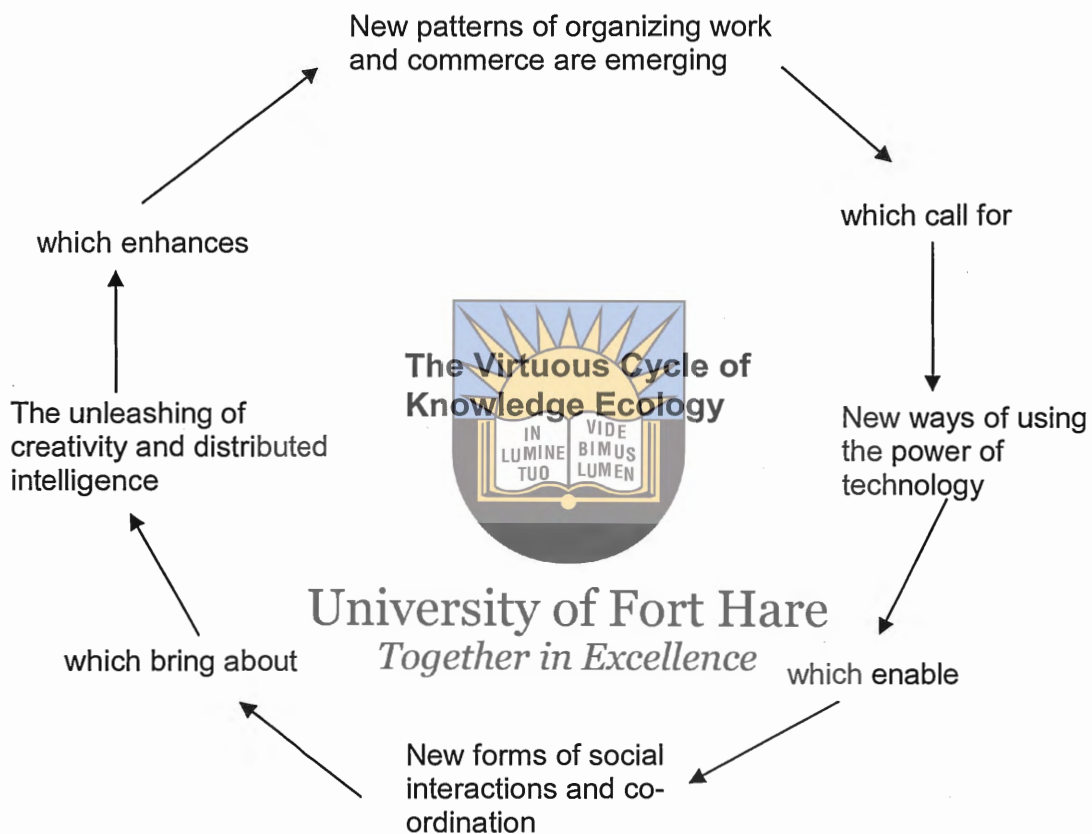 New patterns of organizing work
and commerce are emerging
which call for
New ways of using
the power of
technology
which enable
New forms of social
interactions and co-
ordination
which bring about
The unleashing of
creativity and distributed
intelligence
which enhances
The Virtuous Cycle of
Knowledge Ecology
IN
LUMINE
TUO
VIDE
BIMUS
LUMEN
University of Fort Hare
Together in Excellence